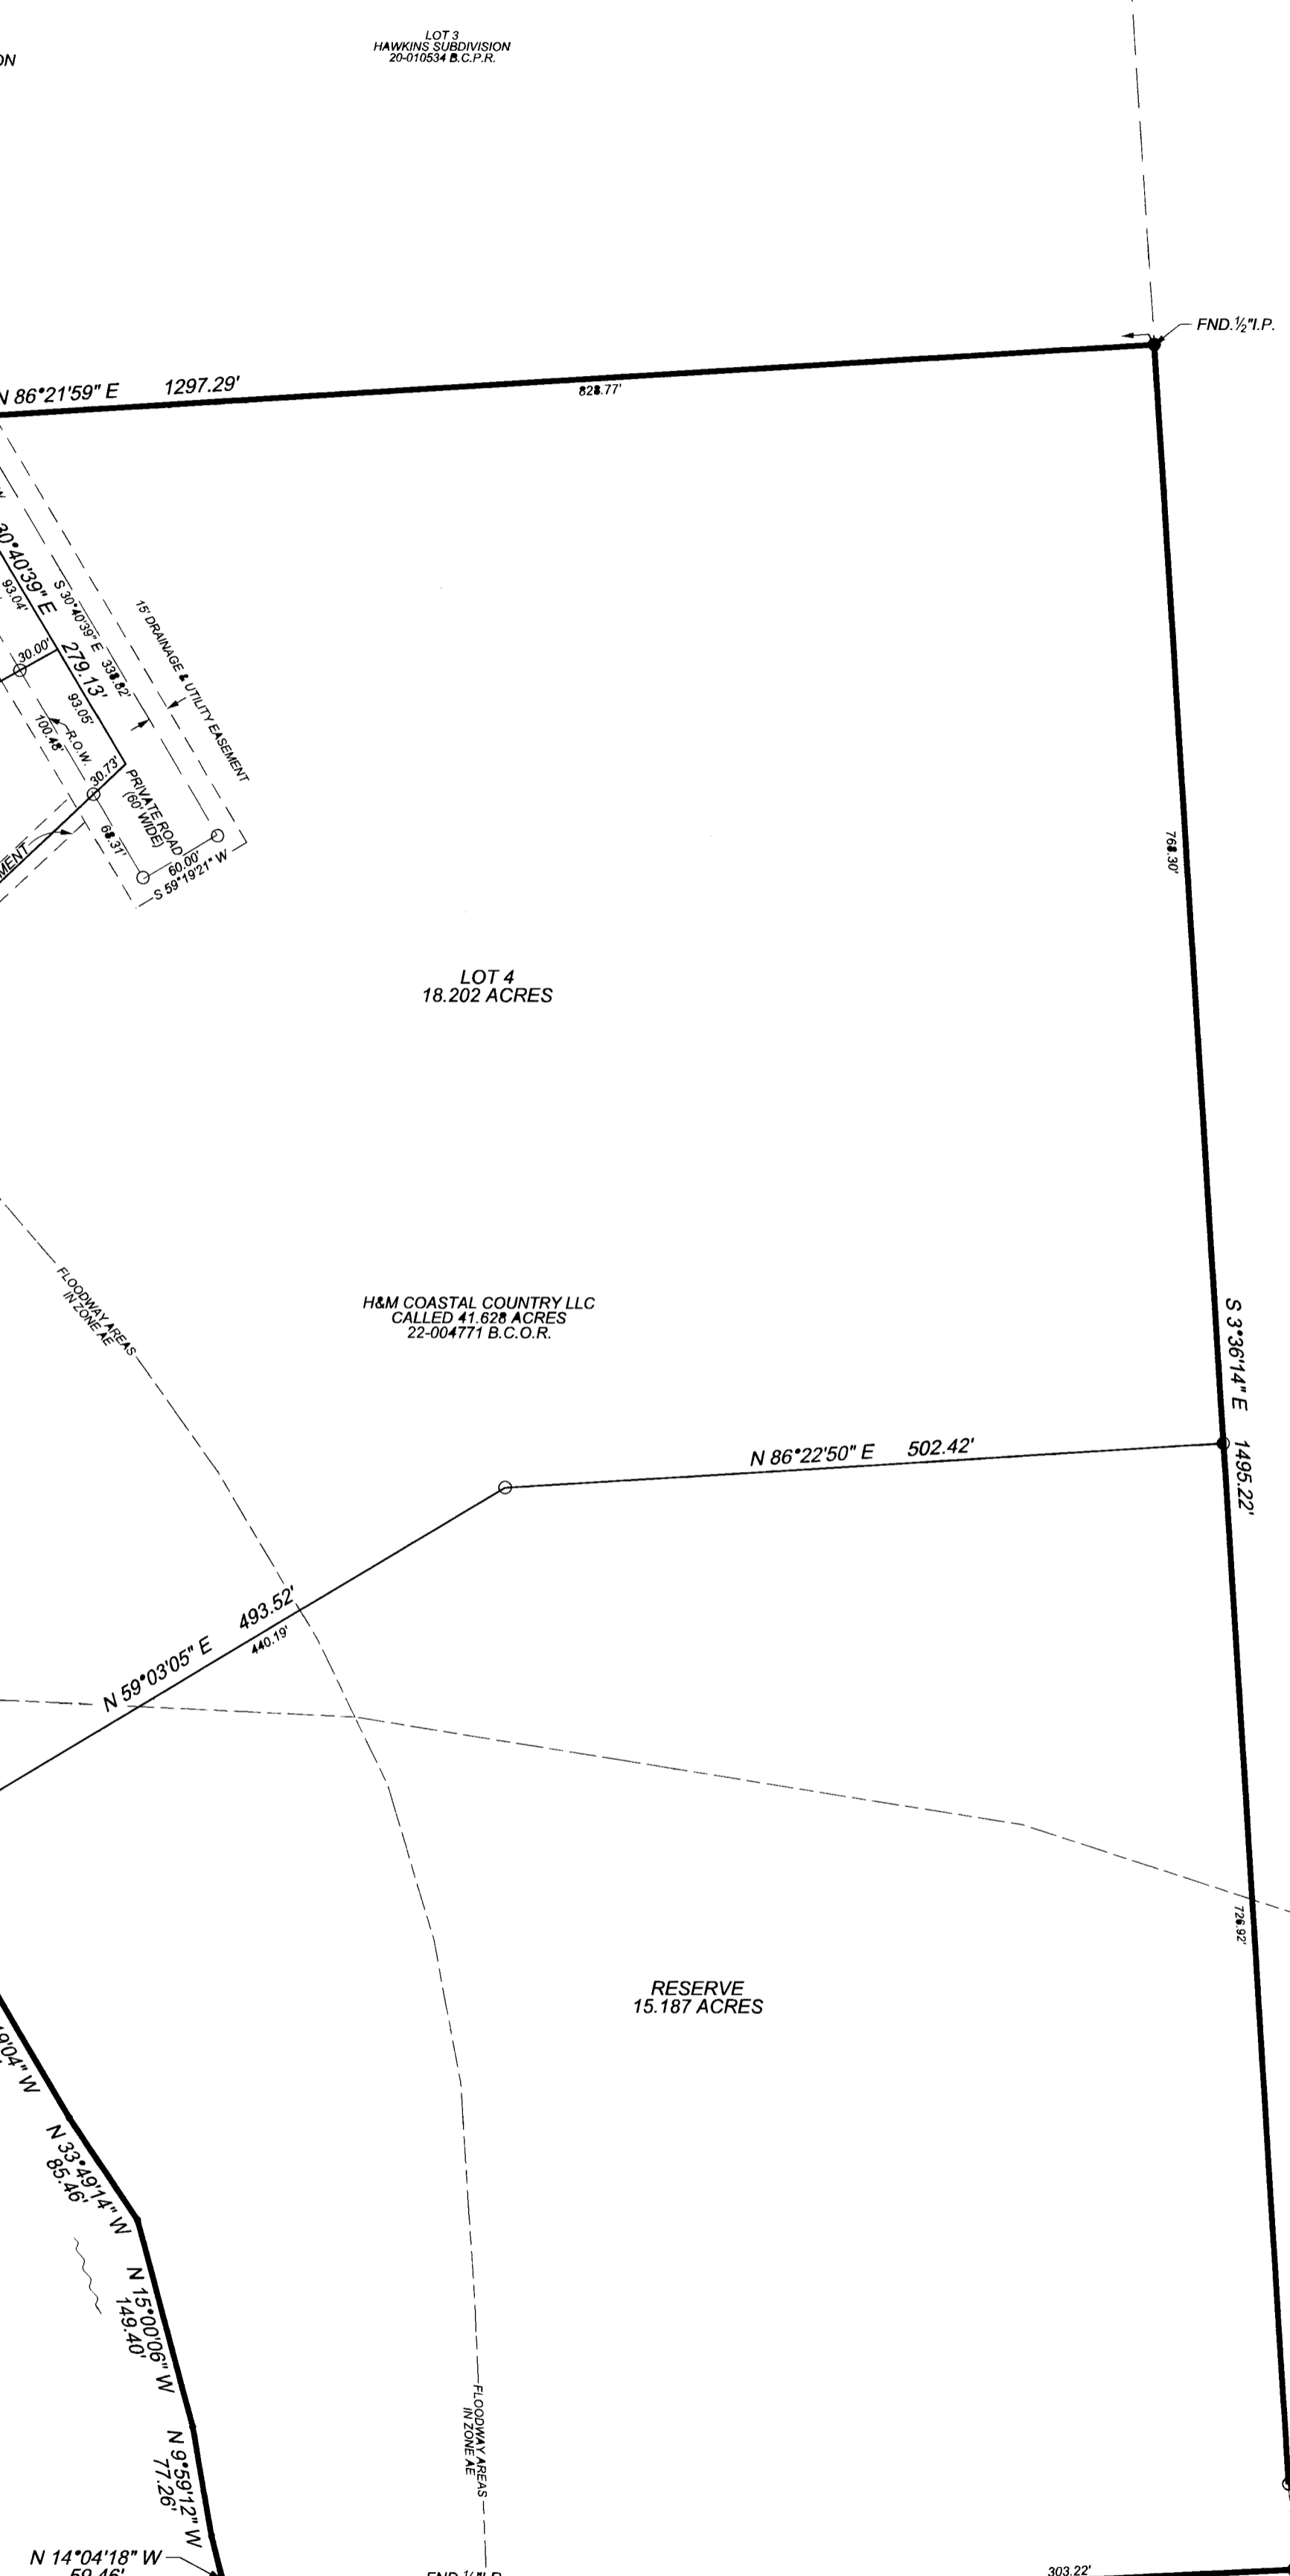 LOT 3
HAWKINS SUBDIVISION
20-010534 B.C.P.R.
ON
FND.½"I.P.
N 86°21'59" E 1297.29'
828.77'
30°40'39" E 279.13'
93.04'
S 30°40'39" E 338.82'
15' DRAINAGE & UTILITY EASEMENT
30.00'
93.05'
R.O.W.
100.48'
30.73'
PRIVATE ROAD
(60' WIDE)
68.31'
60.00'
S 59°19'21" W
MENT
768.30'
LOT 4
18.202 ACRES
FLOODWAY AREAS
IN ZONE AE
H&M COASTAL COUNTRY LLC
CALLED 41.628 ACRES
22-004771 B.C.O.R.
S 3°36'14" E 1495.22'
N 86°22'50" E 502.42'
N 59°03'05" E 493.52'
440.19'
726.92'
RESERVE
15.187 ACRES
19'04" W
N 33°49'14" W
85.46'
N 15°00'06" W
149.40'
N 9°59'12" W
77.26'
FLOODWAY AREAS
IN ZONE AE
N 14°04'18" W
59.46'
303.22'